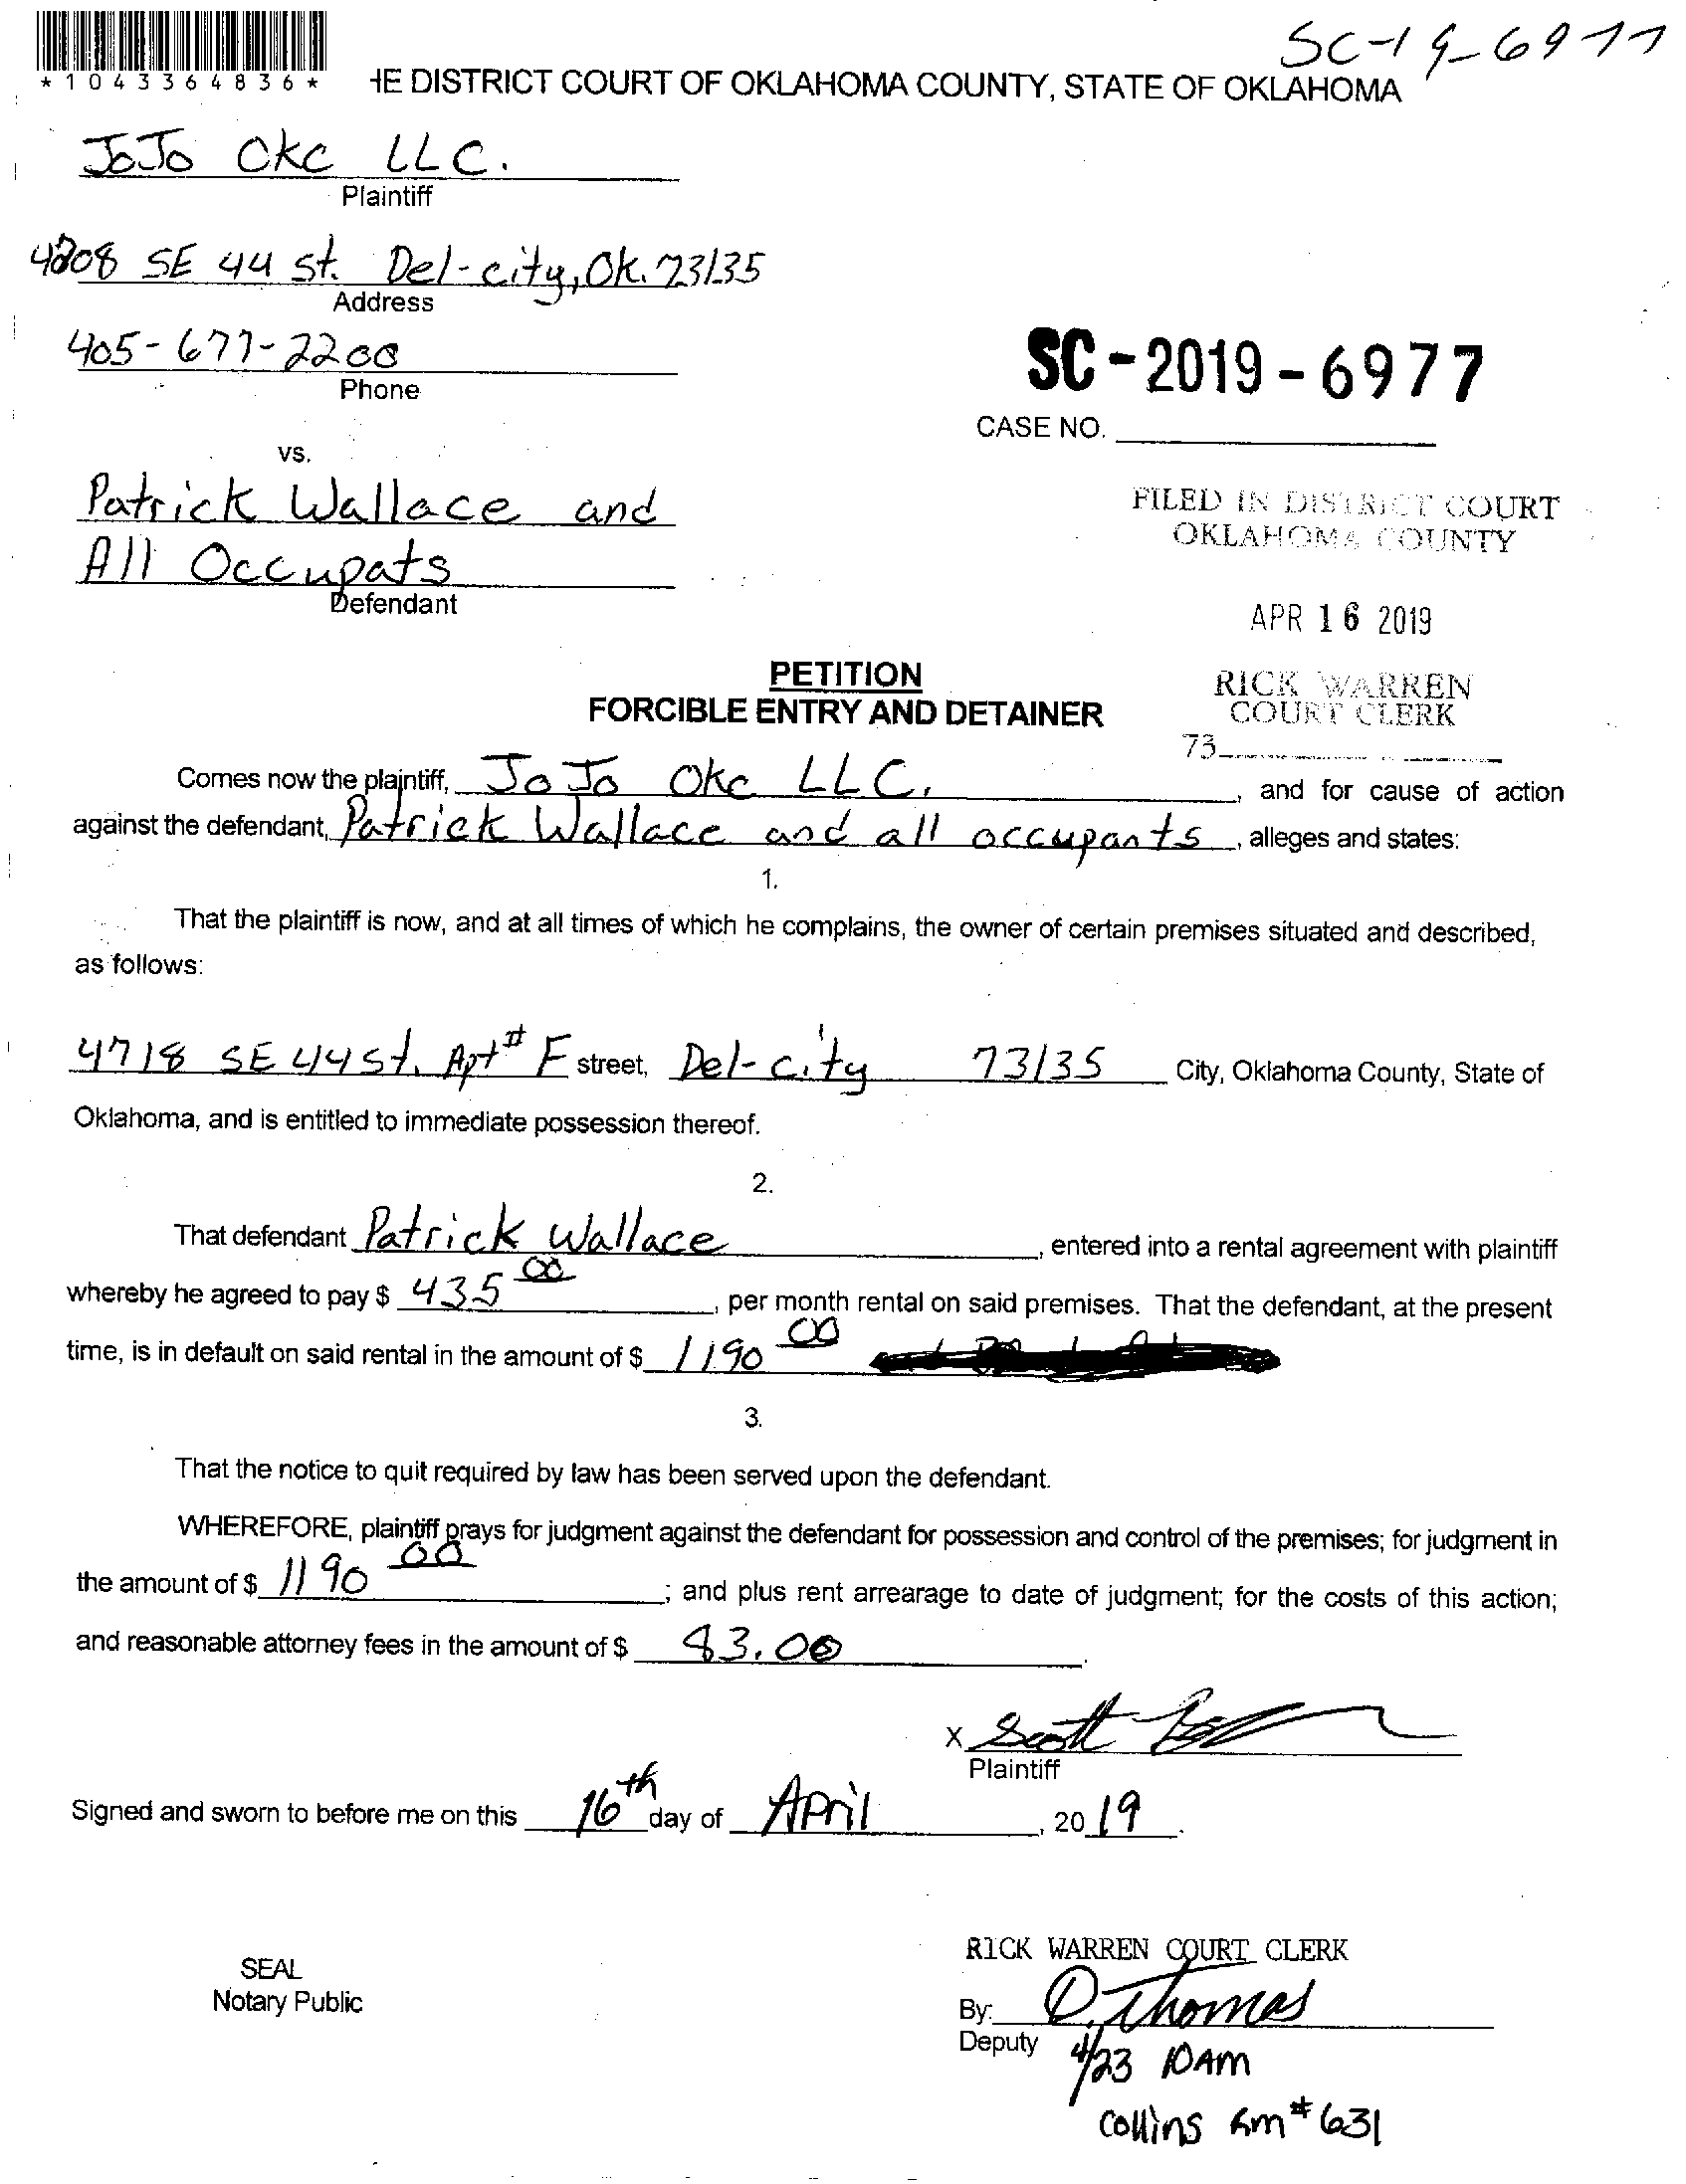 SC-19-6977
*1043364836*
HE DISTRICT COURT OF OKLAHOMA COUNTY, STATE OF OKLAHOMA
JoJo OKC LLC.
Plaintiff
4808 SE 44 St. Del-city, Ok. 73135
Address
405-677-2200
Phone
SC-2019-6977
CASE NO.
vs.
Patrick Wallace and
All Occupats
Defendant
FILED IN DISTRICT COURT
OKLAHOMA COUNTY
APR 16 2019
RICK WARREN
COURT CLERK
73
PETITION
FORCIBLE ENTRY AND DETAINER
Comes now the plaintiff, JoJo Okc LLC. , and for cause of action
against the defendant, Patrick Wallace and all occupants , alleges and states:
1.
That the plaintiff is now, and at all times of which he complains, the owner of certain premises situated and described,
as follows:
4718 SE 44 St. Apt # F street, Del-city 73135 City, Oklahoma County, State of
Oklahoma, and is entitled to immediate possession thereof.
2.
That defendant Patrick Wallace , entered into a rental agreement with plaintiff
whereby he agreed to pay $ 435 00 , per month rental on said premises. That the defendant, at the present
time, is in default on said rental in the amount of $ 1190 00
3.
That the notice to quit required by law has been served upon the defendant.
WHEREFORE, plaintiff prays for judgment against the defendant for possession and control of the premises; for judgment in
the amount of $ 1190 00 ; and plus rent arrearage to date of judgment; for the costs of this action;
and reasonable attorney fees in the amount of $ 83.00 .
X Scott
Plaintiff
Signed and sworn to before me on this 16th day of April , 20 19 .
SEAL
Notary Public
RICK WARREN COURT CLERK
By: D. Thomas
Deputy
4/23 10AM
Collins Rm # 631